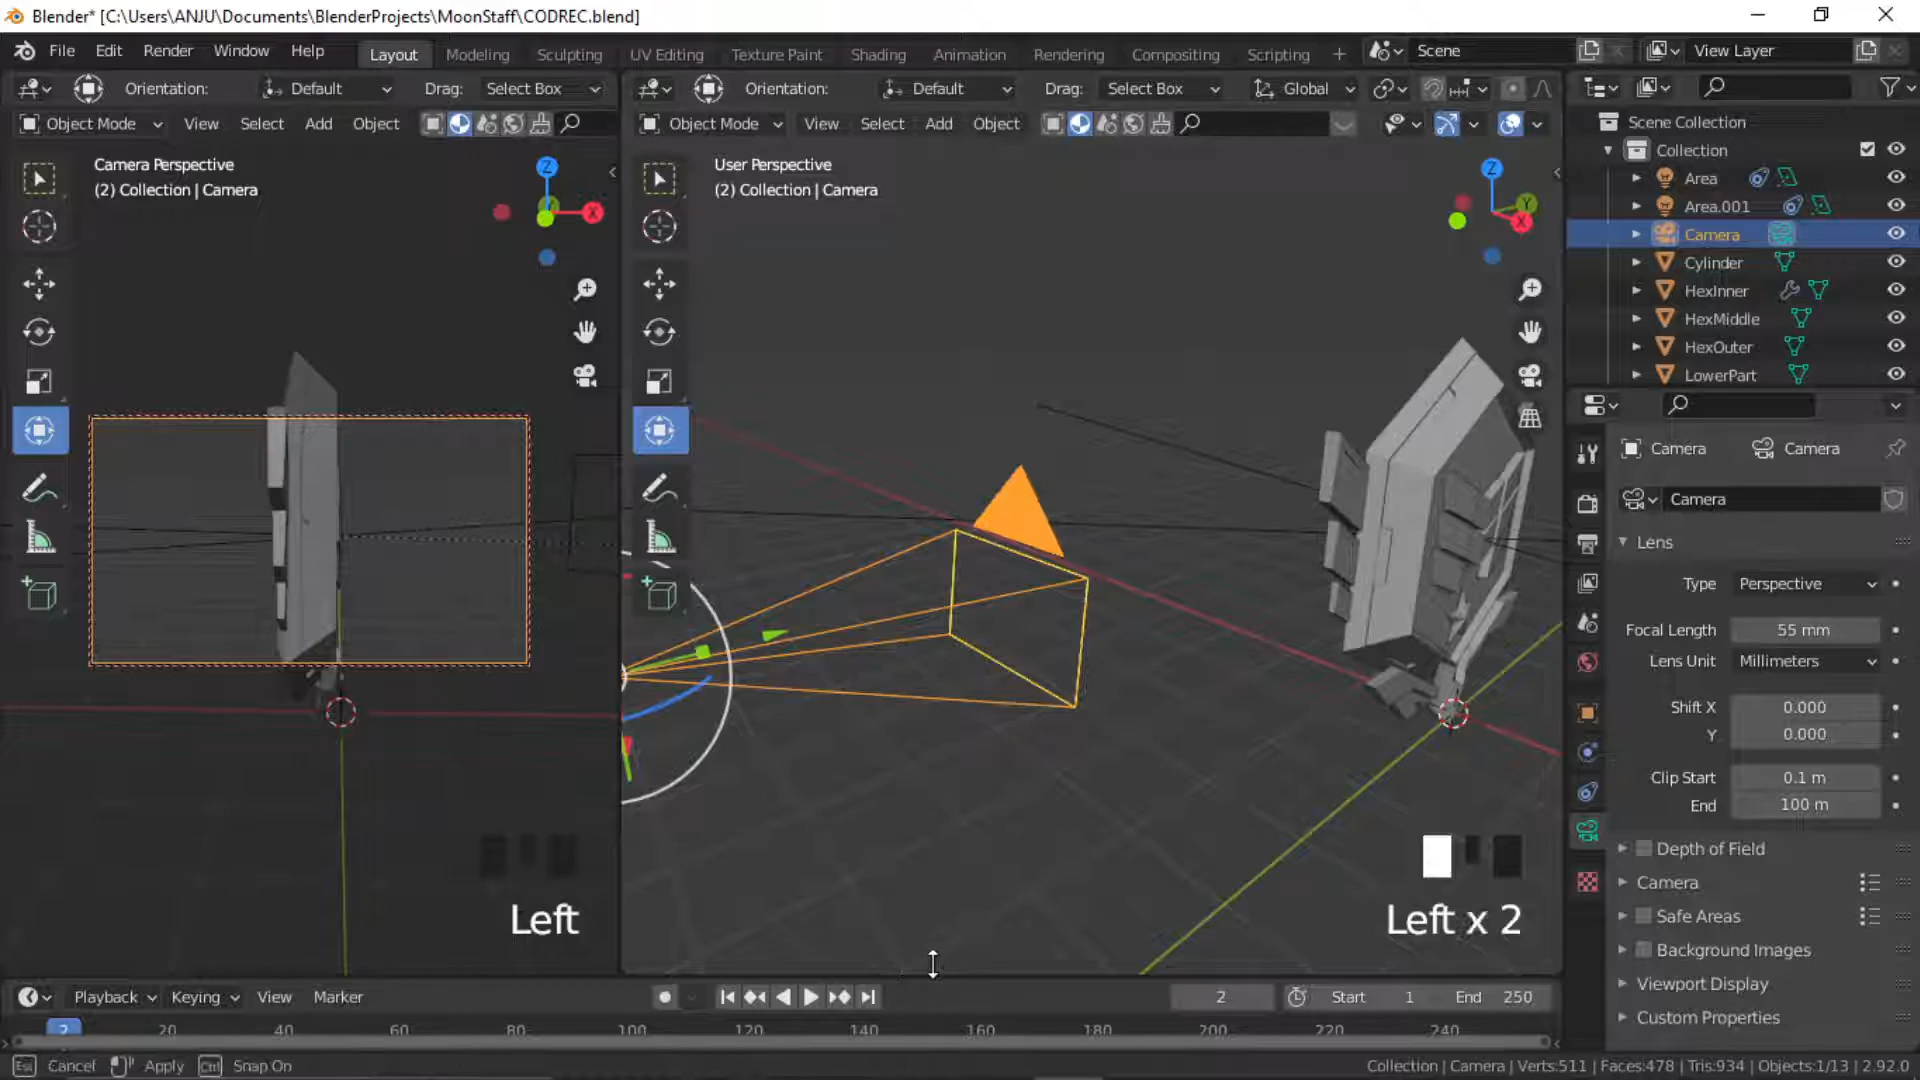 Blender* [C:\Users\ANJU\Documents\BlenderProjects\MoonStaff\CODREC.blend]
File Edit Render Window Help Layout Modeling Sculpting UV Editing Texture Paint Shading Animation Rendering Compositing Scripting + Scene View Layer
Orientation: Default Drag: Select Box
Orientation: Default Drag: Select Box Global
Object Mode View Select Add Object
Object Mode View Select Add Object
Camera Perspective
(2) Collection | Camera
Z
X
User Perspective
(2) Collection | Camera
Z
Y
X
Scene Collection
Collection
Area
Area.001
Camera
Cylinder
HexInner
HexMiddle
HexOuter
LowerPart
Camera Camera
Camera
Lens
Type Perspective
Focal Length 55 mm
Lens Unit Millimeters
Shift X 0.000
Y 0.000
Clip Start 0.1 m
End 100 m
Depth of Field
Camera
Safe Areas
Background Images
Viewport Display
Custom Properties
Left
Left x 2
Playback Keying View Marker 2 Start 1 End 250
2 20 40 60 80 100 120 140 160 180 200 220 240
Esc Cancel Apply Ctrl Snap On Collection | Camera | Verts:511 | Faces:478 | Tris:934 | Objects:1/13 | 2.92.0